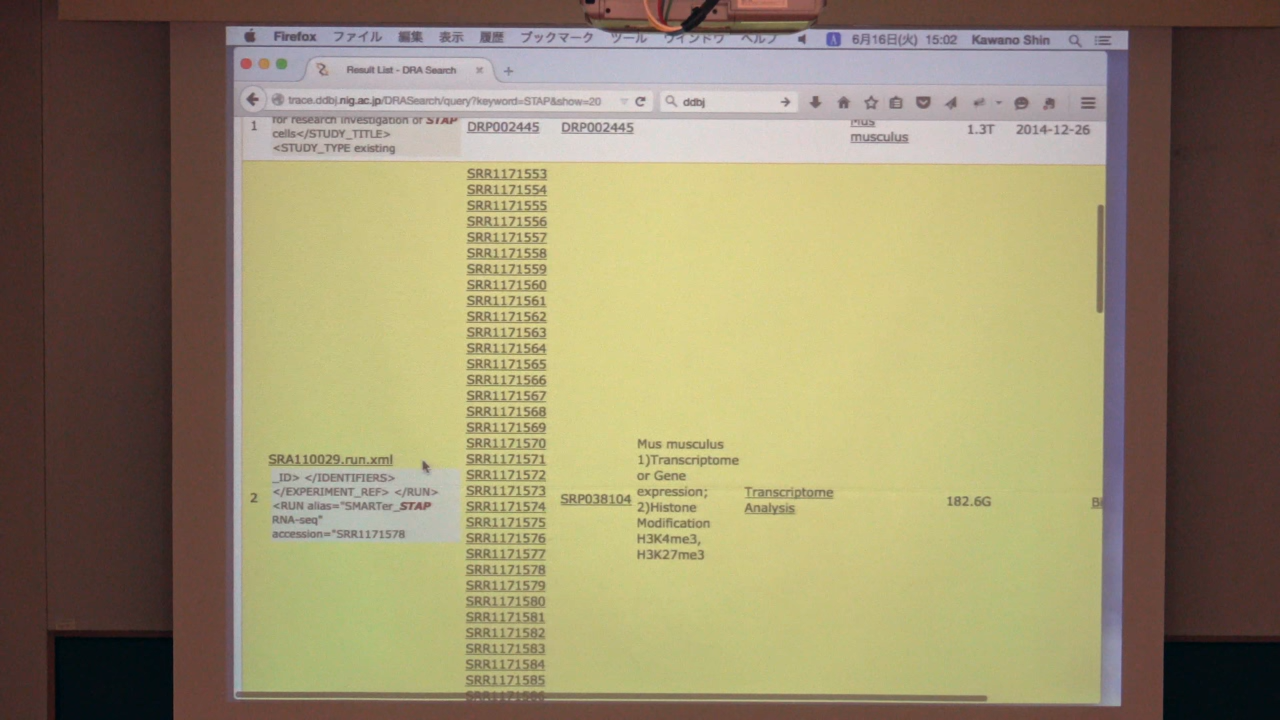 Firefox ファイル 編集 表示 履歴 ブックマーク ツール ウインドウ ヘルプ A 6月16日(火) 15:02 Kawano Shin
Result List - DRA Search
trace.ddbj.nig.ac.jp/DRASearch/query?keyword=STAP&show=20 ddbj
1
for research investigation of STAP
cells</STUDY_TITLE>
<STUDY_TYPE existing
DRP002445 DRP002445
Mus
musculus
1.3T 2014-12-26
2
SRA110029.run.xml
_ID> </IDENTIFIERS>
</EXPERIMENT_REF> </RUN>
<RUN alias="SMARTer_STAP
RNA-seq"
accession="SRR1171578
SRR1171553
SRR1171554
SRR1171555
SRR1171556
SRR1171557
SRR1171558
SRR1171559
SRR1171560
SRR1171561
SRR1171562
SRR1171563
SRR1171564
SRR1171565
SRR1171566
SRR1171567
SRR1171568
SRR1171569
SRR1171570
SRR1171571
SRR1171572
SRR1171573
SRR1171574
SRR1171575
SRR1171576
SRR1171577
SRR1171578
SRR1171579
SRR1171580
SRR1171581
SRR1171582
SRR1171583
SRR1171584
SRR1171585
SRP038104
Mus musculus
1)Transcriptome
or Gene
expression;
2)Histone
Modification
H3K4me3,
H3K27me3
Transcriptome
Analysis
182.6G